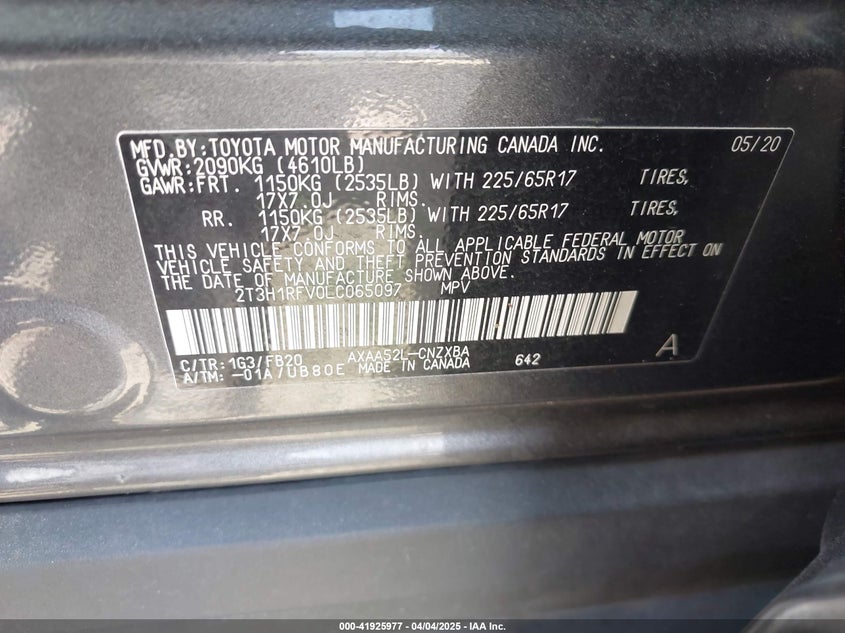 MFD.BY:TOYOTA MOTOR MANUFACTURING CANADA INC. 05/20
GVWR:2090KG (4610LB)
GAWR:FRT. 1150KG (2535LB) WITH 225/65R17 TIRES,
17X7.0J RIMS.
RR. 1150KG (2535LB) WITH 225/65R17 TIRES,
17X7.0J RIMS.
THIS VEHICLE CONFORMS TO ALL APPLICABLE FEDERAL MOTOR
VEHICLE SAFETY AND THEFT PREVENTION STANDARDS IN EFFECT ON
THE DATE OF MANUFACTURE SHOWN ABOVE.
2T3H1RFV0LC065097 MPV
C/TR:1G3/FB20 AXAA52L-CNZXBA 642 A
A/TM:-01A/UB80E MADE IN CANADA
000-41925977 - 04/04/2025 - IAA Inc.